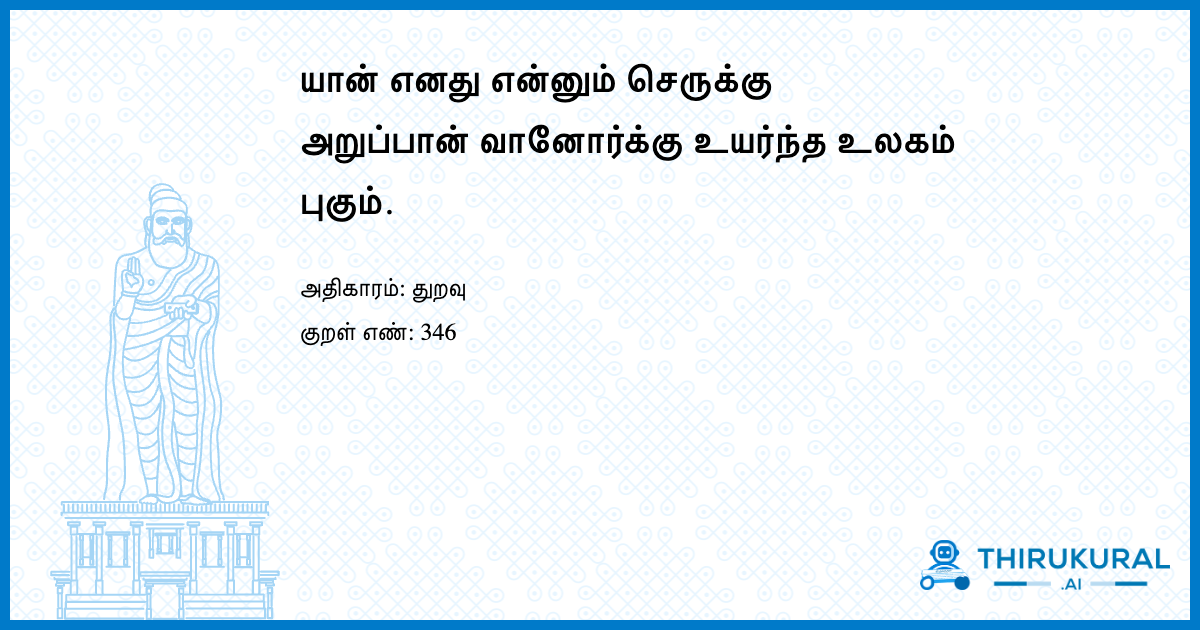 யான் எனது என்னும் செருக்கு
அறுப்பான் வானோர்க்கு உயர்ந்த உலகம்
புகும்.
அதிகாரம்: துறவு
குறள் எண்: 346
THIRUKURAL
.AI